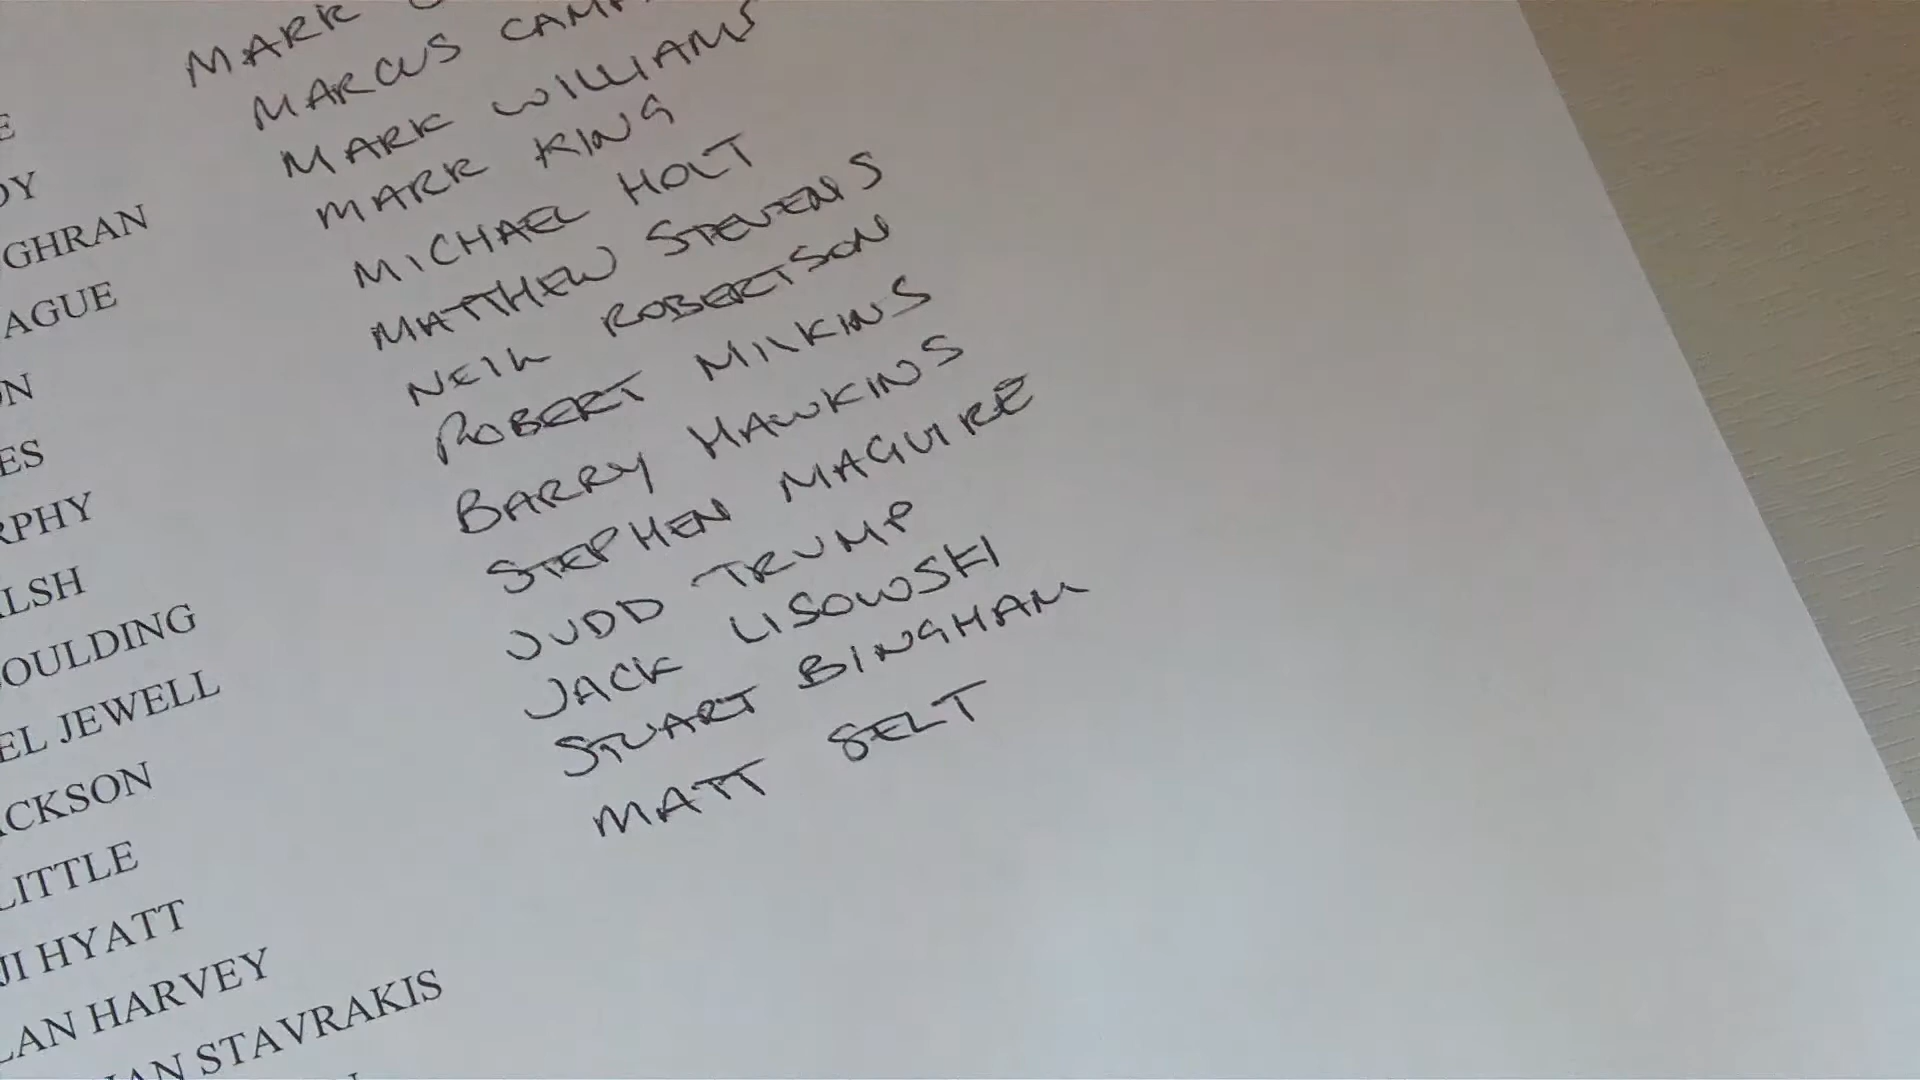 MARK
MARCUS
MARK WILLIAMS
MARK KING
MICHAEL HOLT
MATTHEW STEVENS
NEIL ROBERTSON
ROBERT MILKINS
BARRY HAWKINS
STEPHEN MAGUIRE
JUDD TRUMP
JACK LISOWSKI
STUART BINGHAM
MATT SELT
GHRAN
AGUE
ES
RPHY
LSH
OULDING
EL JEWELL
CKSON
LITTLE
JI HYATT
LAN HARVEY
AN STAVRAKIS